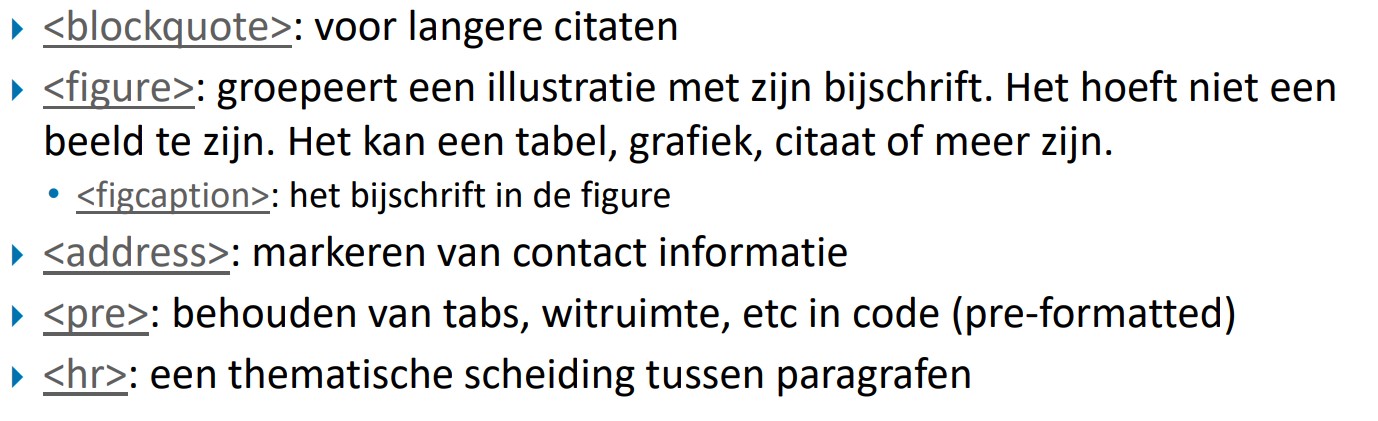 <blockquote>: voor langere citaten
<figure>: groepeert een illustratie met zijn bijschrift. Het hoeft niet een
beeld te zijn. Het kan een tabel, grafiek, citaat of meer zijn.
<figcaption>: het bijschrift in de figure
<address>: markeren van contact informatie
<pre>: behouden van tabs, witruimte, etc in code (pre-formatted)
<hr>: een thematische scheiding tussen paragrafen